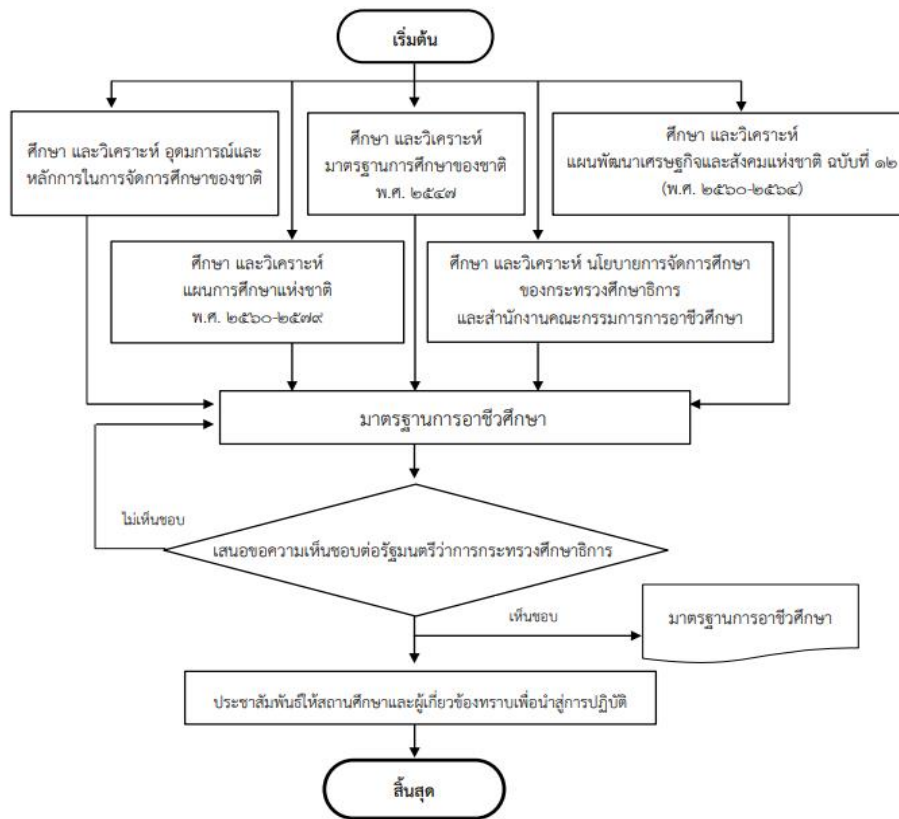 เริ่มต้น
ศึกษา และวิเคราะห์ อุดมการณ์และ
หลักการในการจัดการศึกษาของชาติ
ศึกษา และวิเคราะห์
มาตรฐานการศึกษาของชาติ
พ.ศ. ๒๕๔๗
ศึกษา และวิเคราะห์
แผนพัฒนาเศรษฐกิจและสังคมแห่งชาติ ฉบับที่ ๑๒
(พ.ศ. ๒๕๖๐-๒๕๖๔)
ศึกษา และวิเคราะห์
แผนการศึกษาแห่งชาติ
พ.ศ. ๒๕๖๐-๒๕๗๙
ศึกษา และวิเคราะห์ นโยบายการจัดการศึกษา
ของกระทรวงศึกษาธิการ
และสำนักงานคณะกรรมการการอาชีวศึกษา
มาตรฐานการอาชีวศึกษา
ไม่เห็นชอบ
เสนอขอความเห็นชอบต่อรัฐมนตรีว่าการกระทรวงศึกษาธิการ
เห็นชอบ
มาตรฐานการอาชีวศึกษา
ประชาสัมพันธ์ให้สถานศึกษาและผู้เกี่ยวข้องทราบเพื่อนำสู่การปฏิบัติ
สิ้นสุด